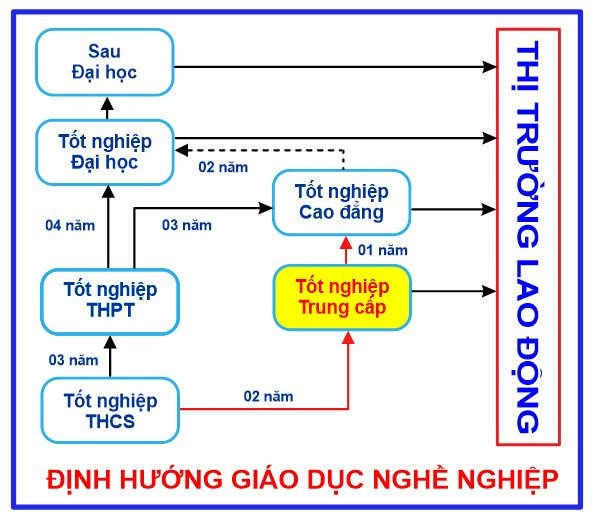 Sau
Đại học
Tốt nghiệp
Đại học
02 năm
Tốt nghiệp
Cao đẳng
04 năm
03 năm
01 năm
Tốt nghiệp
THPT
Tốt nghiệp
Trung cấp
03 năm
Tốt nghiệp
THCS
02 năm
THỊ TRƯỜNG LAO ĐỘNG
ĐỊNH HƯỚNG GIÁO DỤC NGHỀ NGHIỆP